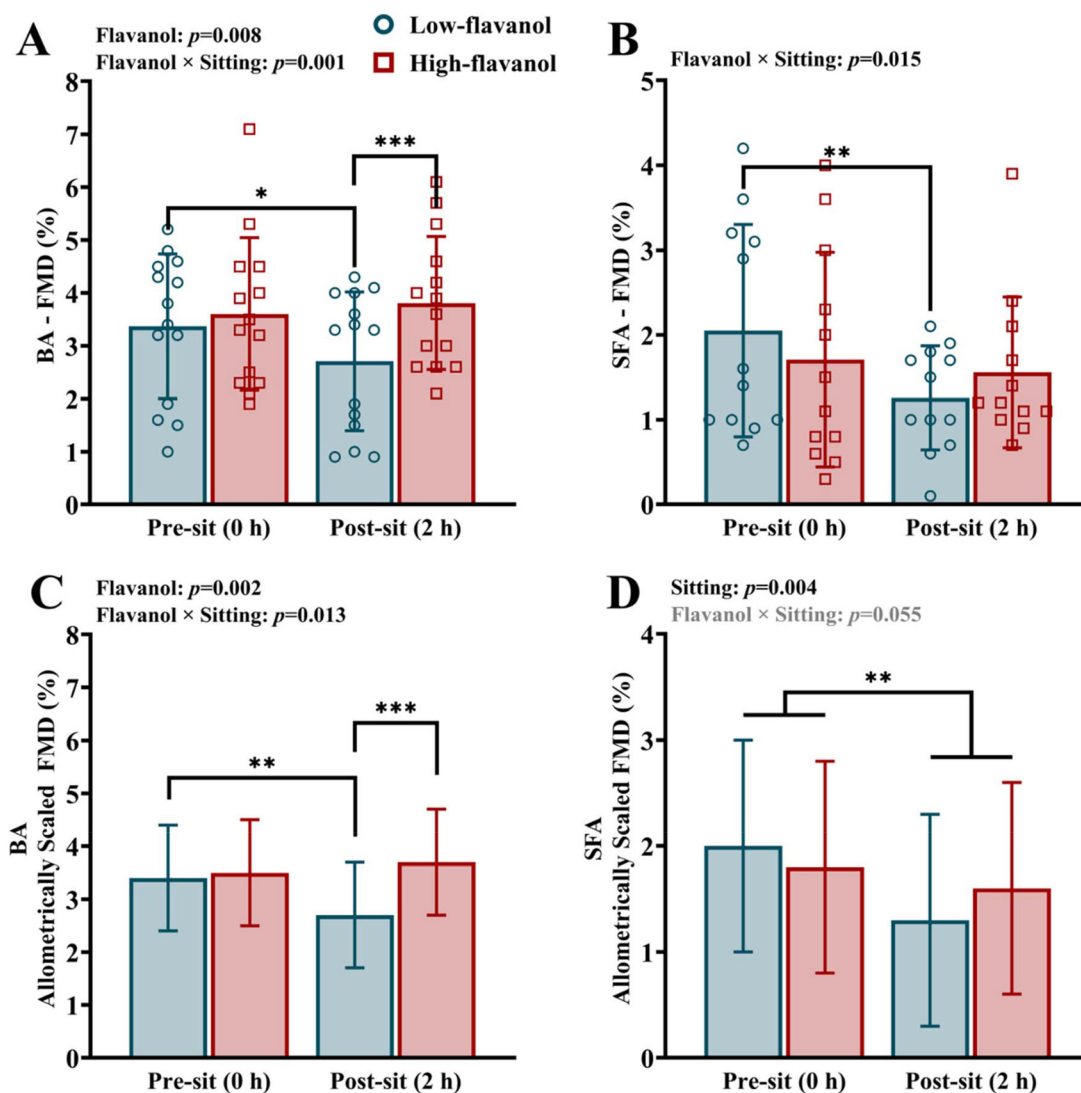 A
Flavanol: p=0.008
Flavanol × Sitting: p=0.001
Low-flavanol
High-flavanol
BA - FMD (%)
8
7
6
5
4
3
2
1
0
*
***
Pre-sit (0 h)
Post-sit (2 h)
B
Flavanol × Sitting: p=0.015
SFA - FMD (%)
5
4
3
2
1
0
**
Pre-sit (0 h)
Post-sit (2 h)
C
Flavanol: p=0.002
Flavanol × Sitting: p=0.013
BA
Allometrically Scaled FMD (%)
8
7
6
5
4
3
2
1
0
**
***
Pre-sit (0 h)
Post-sit (2 h)
D
Sitting: p=0.004
Flavanol × Sitting: p=0.055
SFA
Allometrically Scaled FMD (%)
4
3
2
1
0
**
Pre-sit (0 h)
Post-sit (2 h)